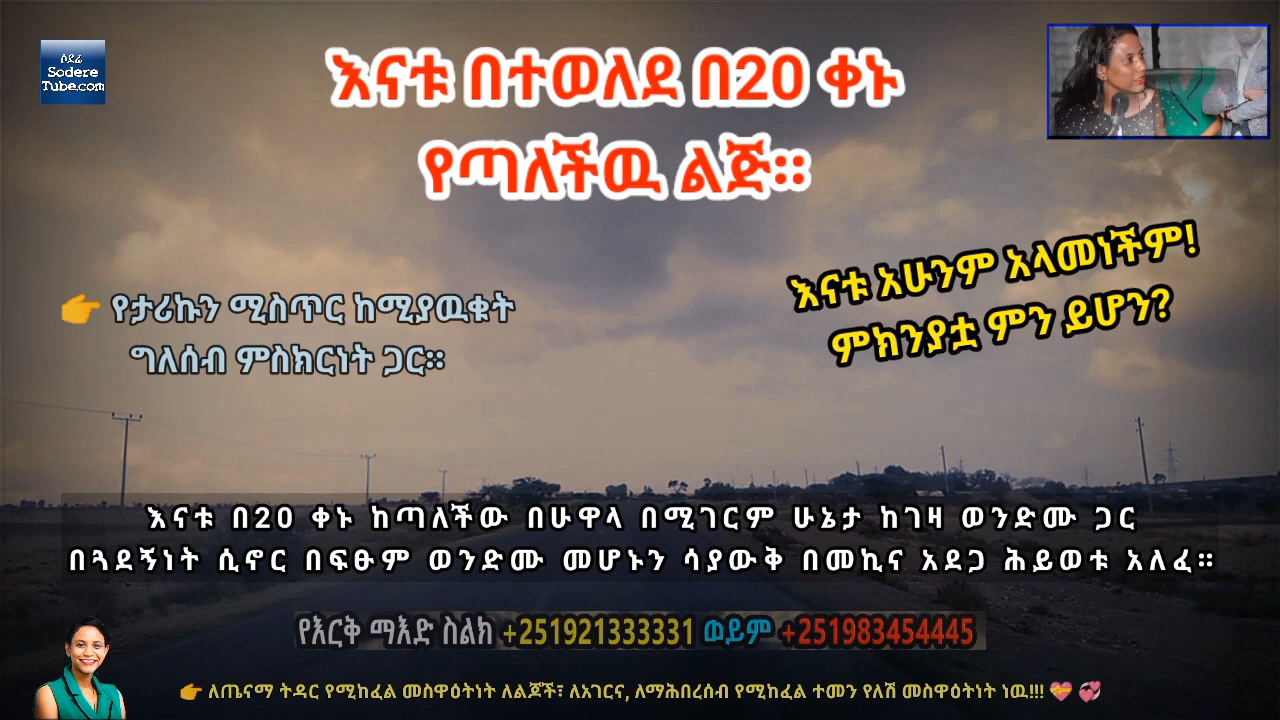 ሶደሬ
Sodere
Tube.com
እናቱ በተወለደ በ20 ቀኑ
የጣለችዉ ልጅ።
እናቱ አሁንም አላመነችም!
ምክንያቷ ምን ይሆን?
👉 የታሪኩን ሚስጥር ከሚያዉቁት
ግለሰብ ምስክርነት ጋር።
እናቱ በ20 ቀኑ ከጣለችው በሁዋላ በሚገርም ሁኔታ ከገዛ ወንድሙ ጋር
በጓደኝነት ሲኖር በፍፁም ወንድሙ መሆኑን ሳያውቅ በመኪና አደጋ ሕይወቱ አለፈ።
የእርቅ ማእድ ስልክ +251921333331 ወይም +251983454445
👉 ለጤናማ ትዳር የሚከፈል መስዋዕትነት ለልጆች፣ ለአገርና, ለማሕበረሰብ የሚከፈል ተመን የለሽ መስዋዕትነት ነዉ!!! 💝 💞